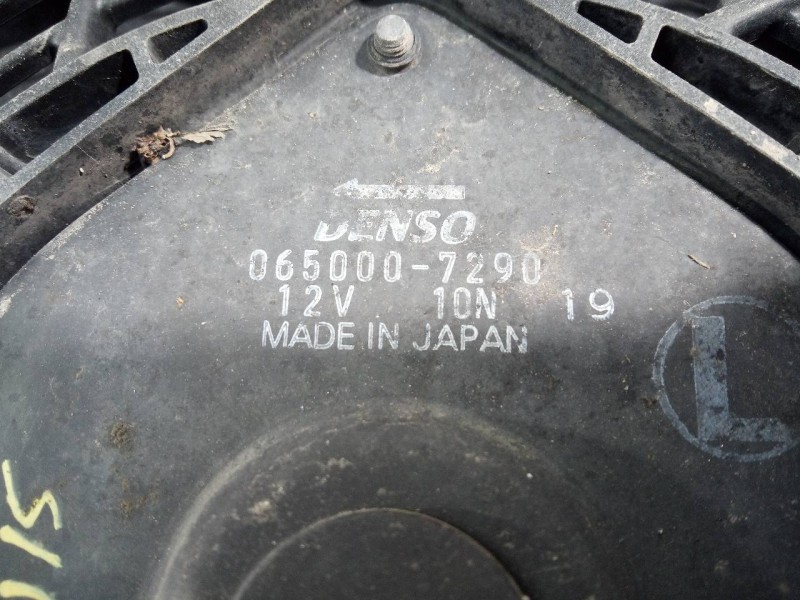 DENSO
065000-7290
12V 10N 19
MADE IN JAPAN
L